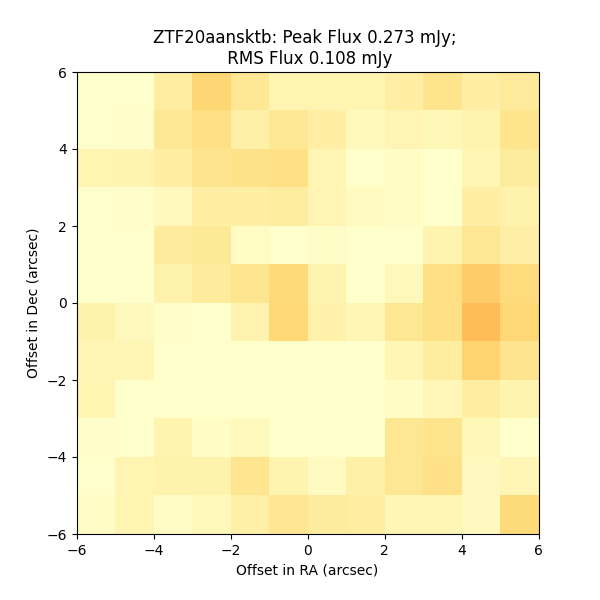 ZTF20aansktb: Peak Flux 0.273 mJy;
RMS Flux 0.108 mJy
6
4
2
0
−2
−4
−6
Offset in Dec (arcsec)
−6 −4 −2 0 2 4 6
Offset in RA (arcsec)